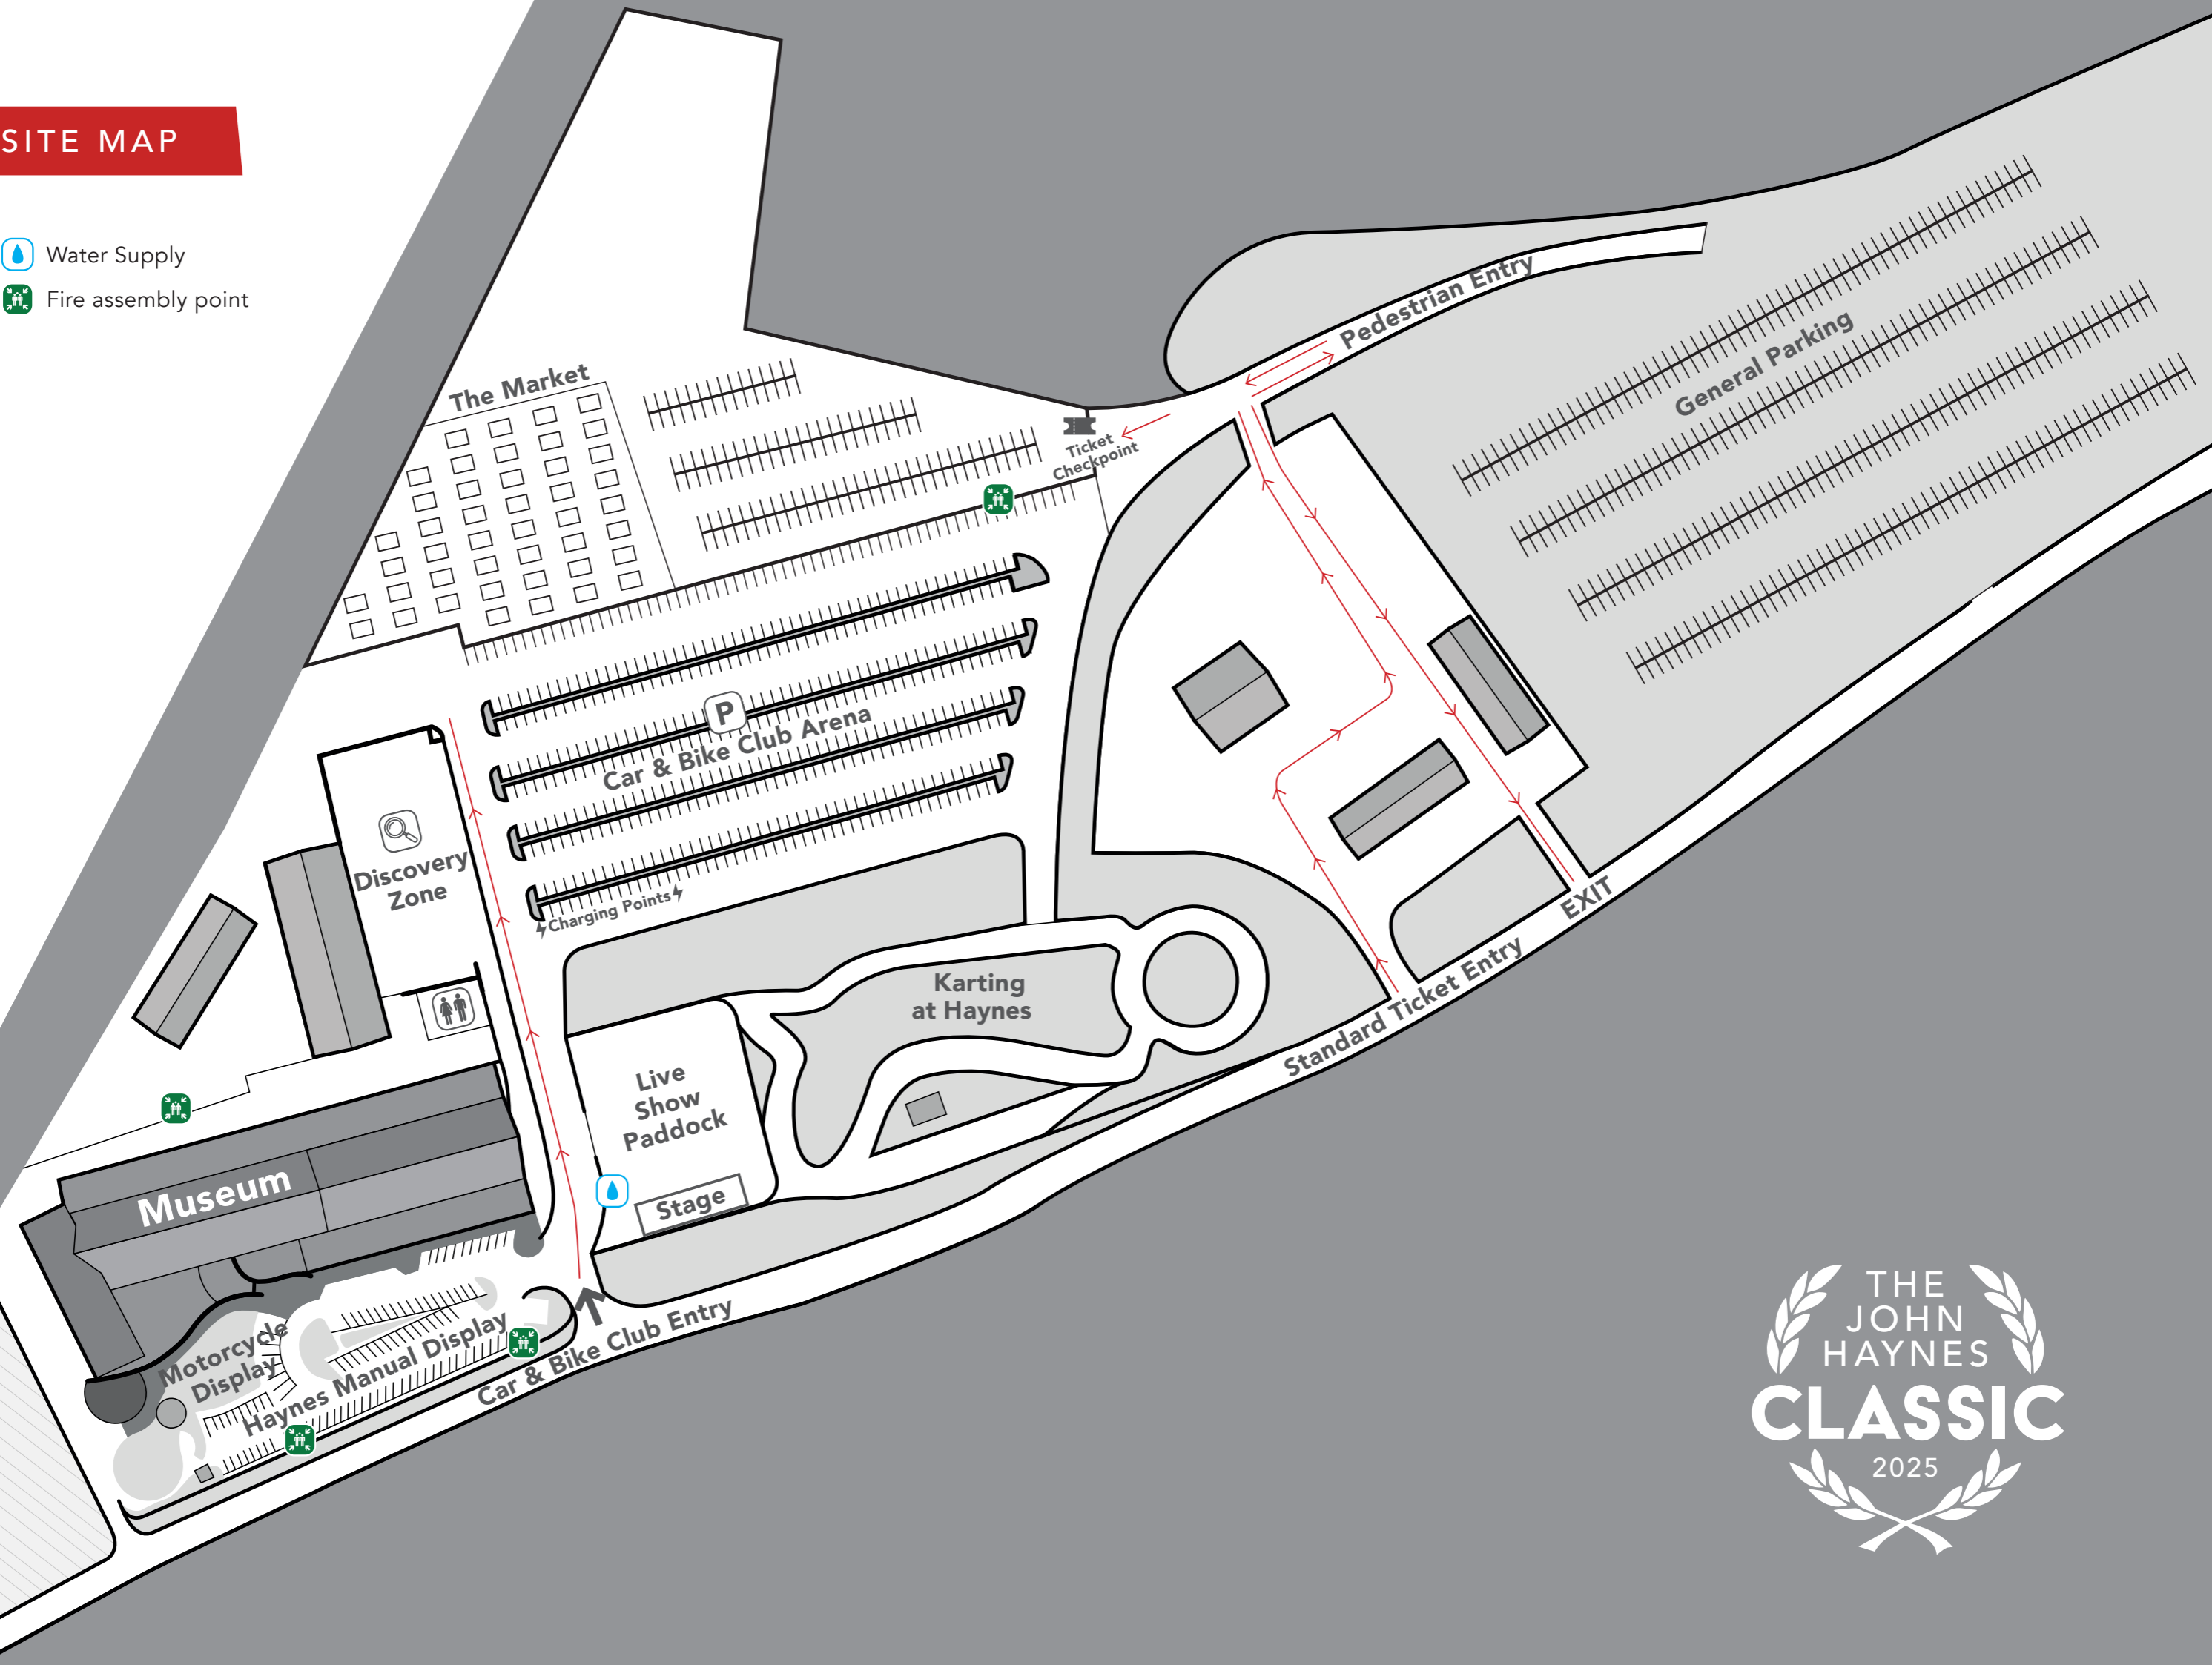 SITE MAP
Water Supply
Fire assembly point
The Market
Pedestrian Entry
General Parking
Ticket
Checkpoint
P
Car & Bike Club Arena
Discovery
Zone
Charging Points
Karting
at Haynes
EXIT
Standard Ticket Entry
Live
Show
Paddock
Stage
Museum
Motorcycle
Display
Haynes Manual Display
Car & Bike Club Entry
THE
JOHN
HAYNES
CLASSIC
2025